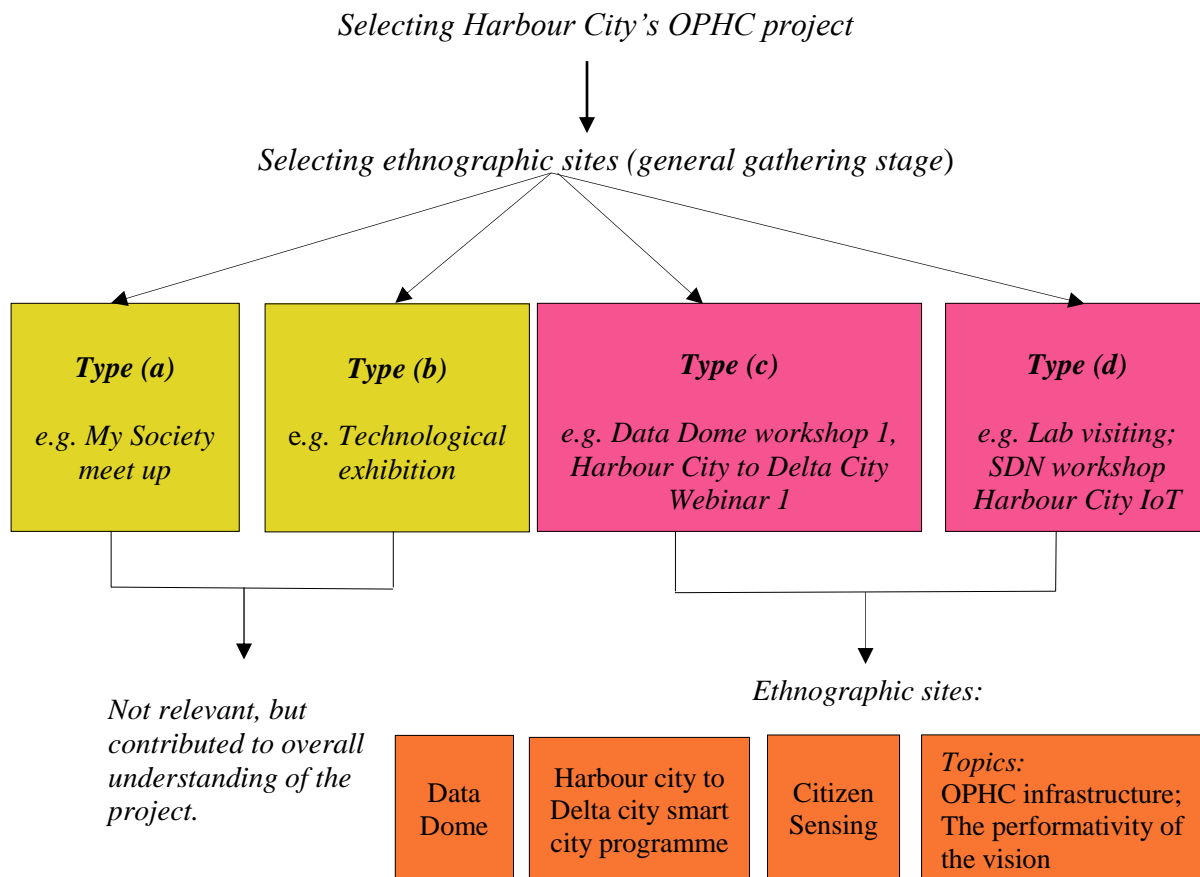 Selecting Harbour City's OPHC project
Selecting ethnographic sites (general gathering stage)
Type (a)
e.g. My Society
meet up
Type (b)
e.g. Technological
exhibition
Type (c)
e.g. Data Dome workshop 1,
Harbour City to Delta City
Webinar 1
Type (d)
e.g. Lab visiting;
SDN workshop
Harbour City IoT
Not relevant, but
contributed to overall
understanding of the
project.
Ethnographic sites:
Data
Dome
Harbour city to
Delta city smart
city programme
Citizen
Sensing
Topics:
OPHC infrastructure;
The performativity of
the vision